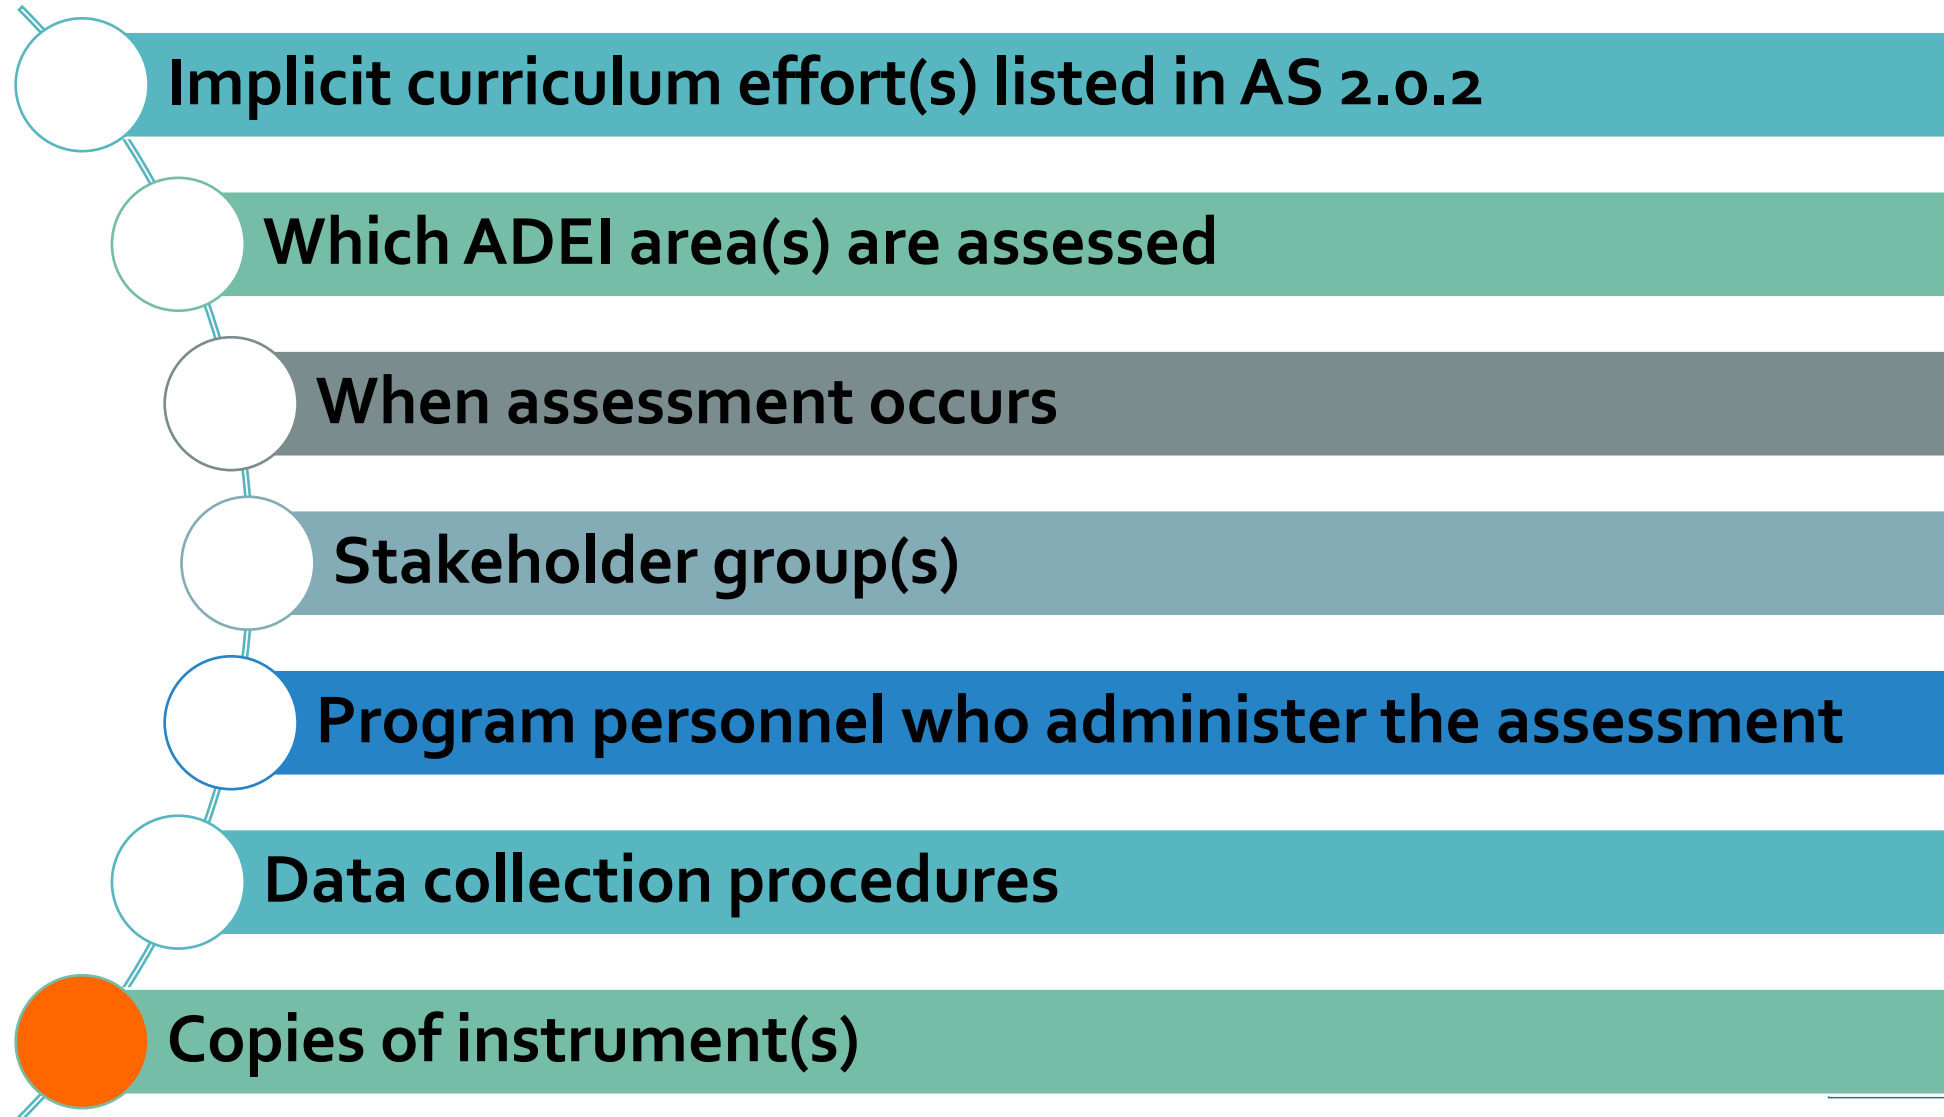 Implicit curriculum effort(s) listed in AS 2.0.2
Which ADEI area(s) are assessed
When assessment occurs
Stakeholder group(s)
Program personnel who administer the assessment
Data collection procedures
Copies of instrument(s)